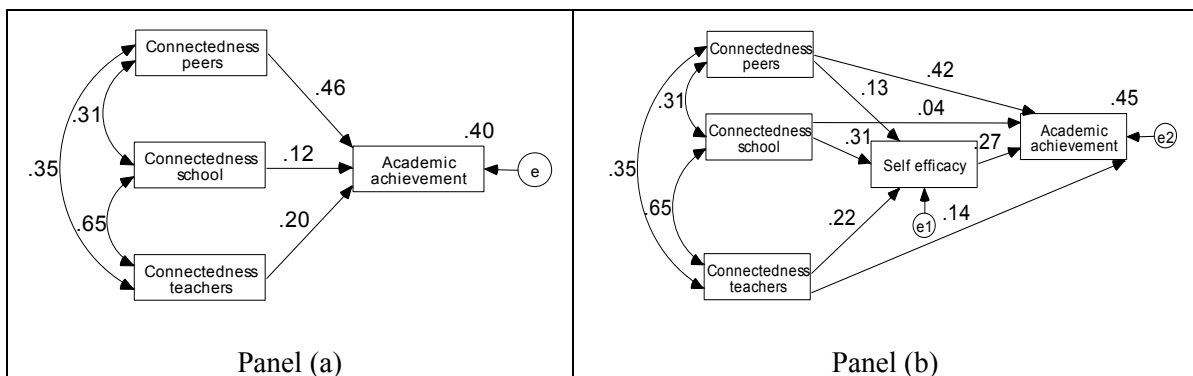 Connectedness
peers
.46
.31
.40
Connectedness
school
.12
Academic
achievement
e
.35
.65
.20
Connectedness
teachers
Panel (a)
Connectedness
peers
.42
.13
.45
.31
.04
Connectedness
school
.31
.27
Academic
achievement
e2
.35
Self efficacy
.65
.22
e1
.14
Connectedness
teachers
Panel (b)